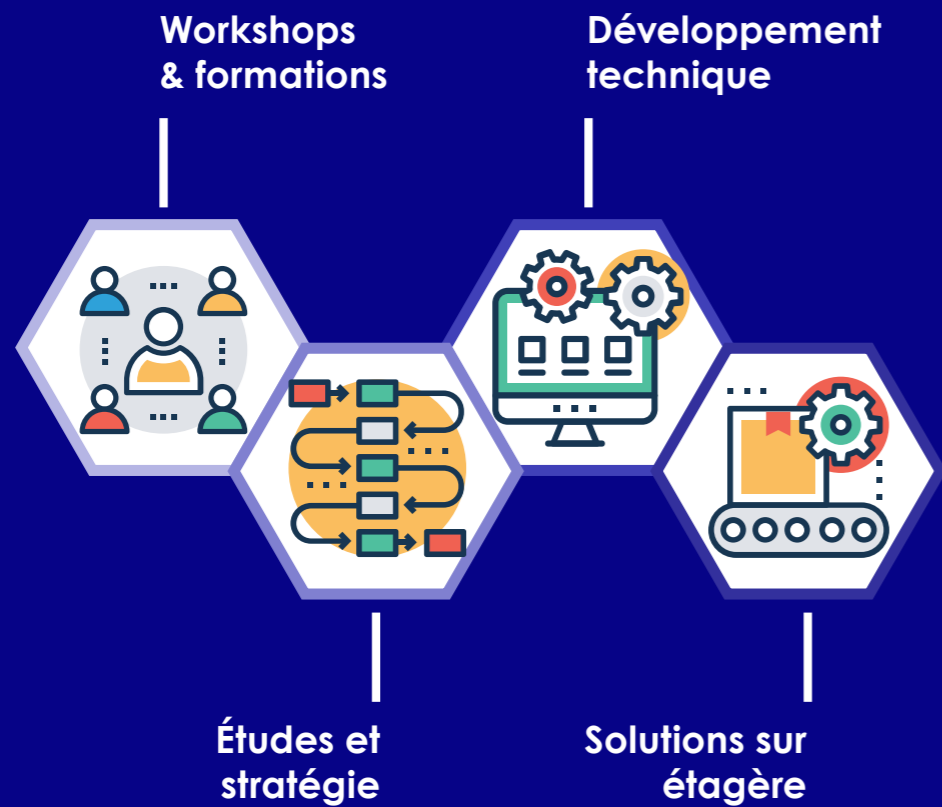 Workshops
& formations
Développement
technique
Études et
stratégie
Solutions sur
étagère